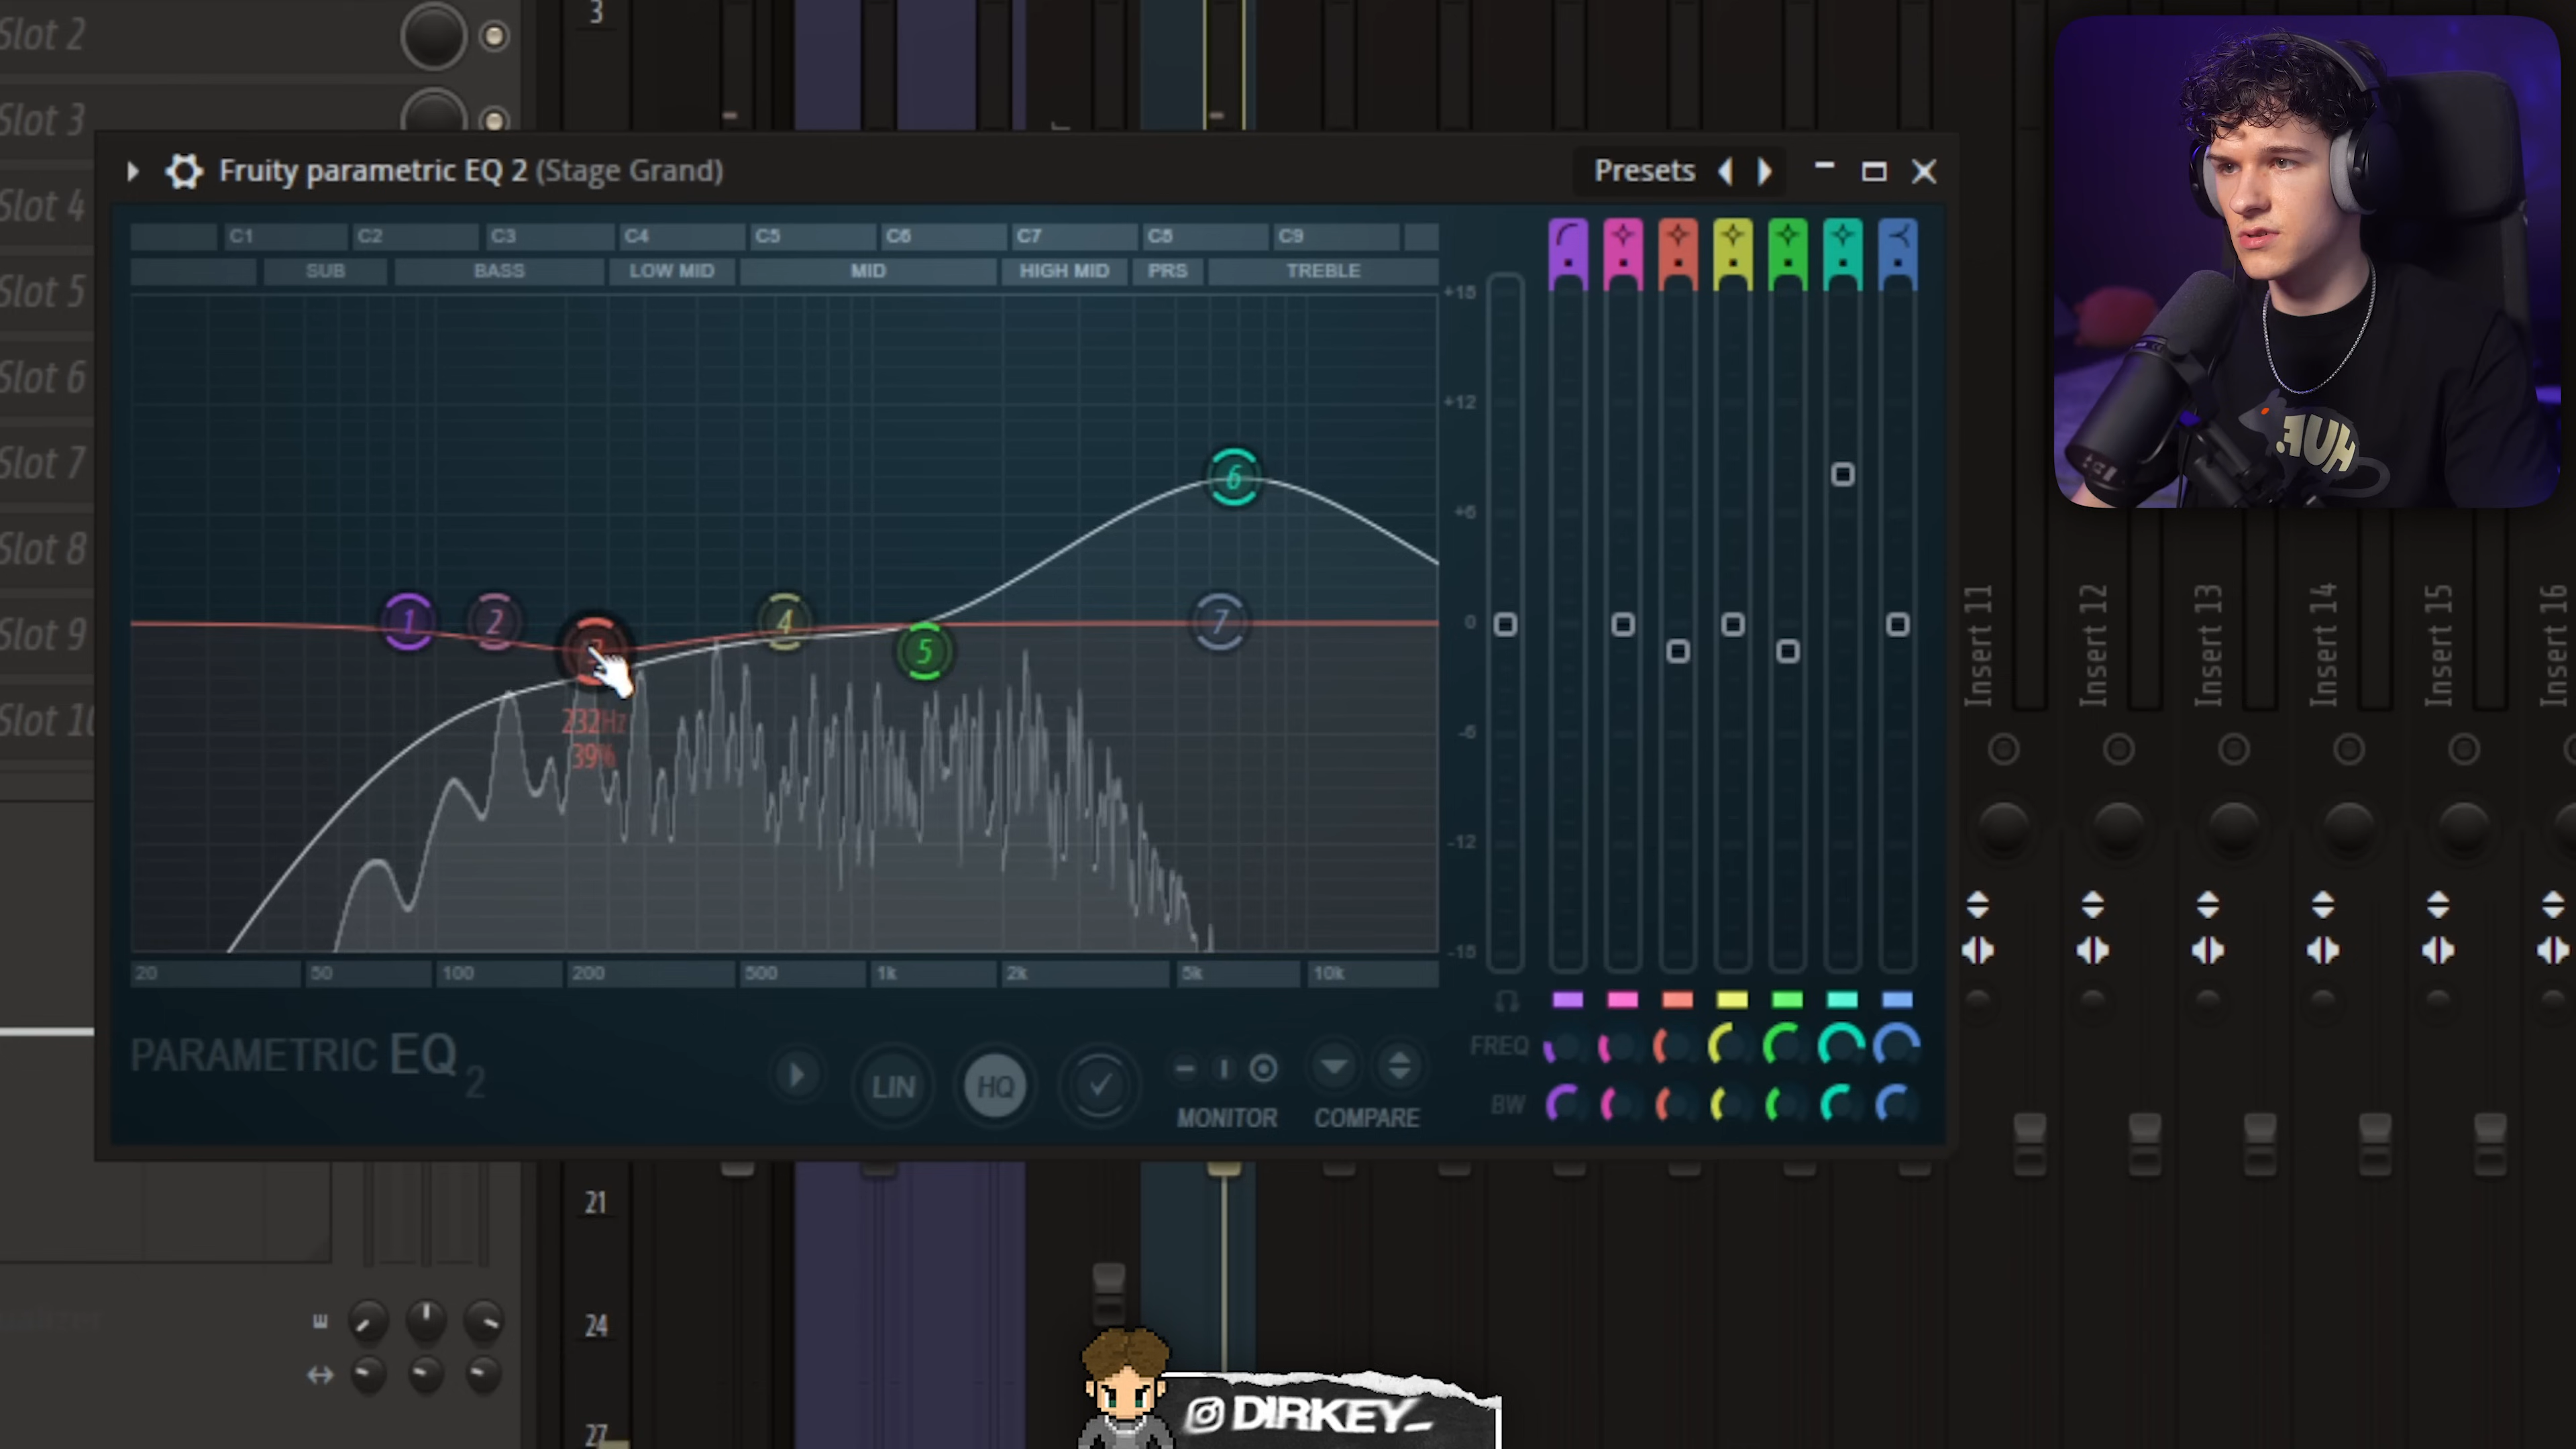 Slot 2
Slot 3
Slot 4
Slot 5
Slot 6
Slot 7
Slot 8
Slot 9
Slot 10
3
Fruity parametric EQ 2 (Stage Grand)
Presets
C1 C2 C3 C4 C5 C6 C7 C8 C9
SUB BASS LOW MID MID HIGH MID PRS TREBLE
+15
+12
+6
0
-6
-12
-15
1 2 3 4 5 6 7
232Hz
39%
20 50 100 200 500 1k 2k 5k 10k
PARAMETRIC EQ 2
LIN
HQ
MONITOR
COMPARE
FREQ
BW
Insert 11
Insert 12
Insert 13
Insert 14
Insert 15
Insert 16
21
24
27
HUE
DIRKEY_